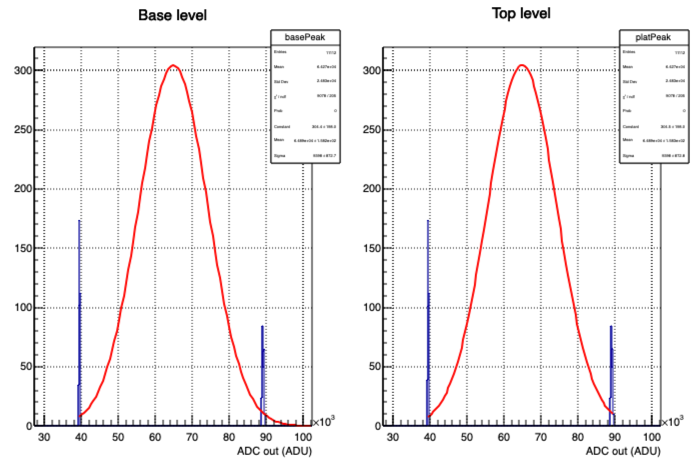 Base level
basePeak
Entries
Mean
Std Dev
Prob 0
Constant
Mean
Sigma
300
250
200
150
100
50
0
30 40 50 60 70 80 90 100
×10³
ADC out (ADU)
Top level
platPeak
Entries
Mean
Std Dev
Prob 0
Constant
Mean
Sigma
300
250
200
150
100
50
0
30 40 50 60 70 80 90 100
×10³
ADC out (ADU)